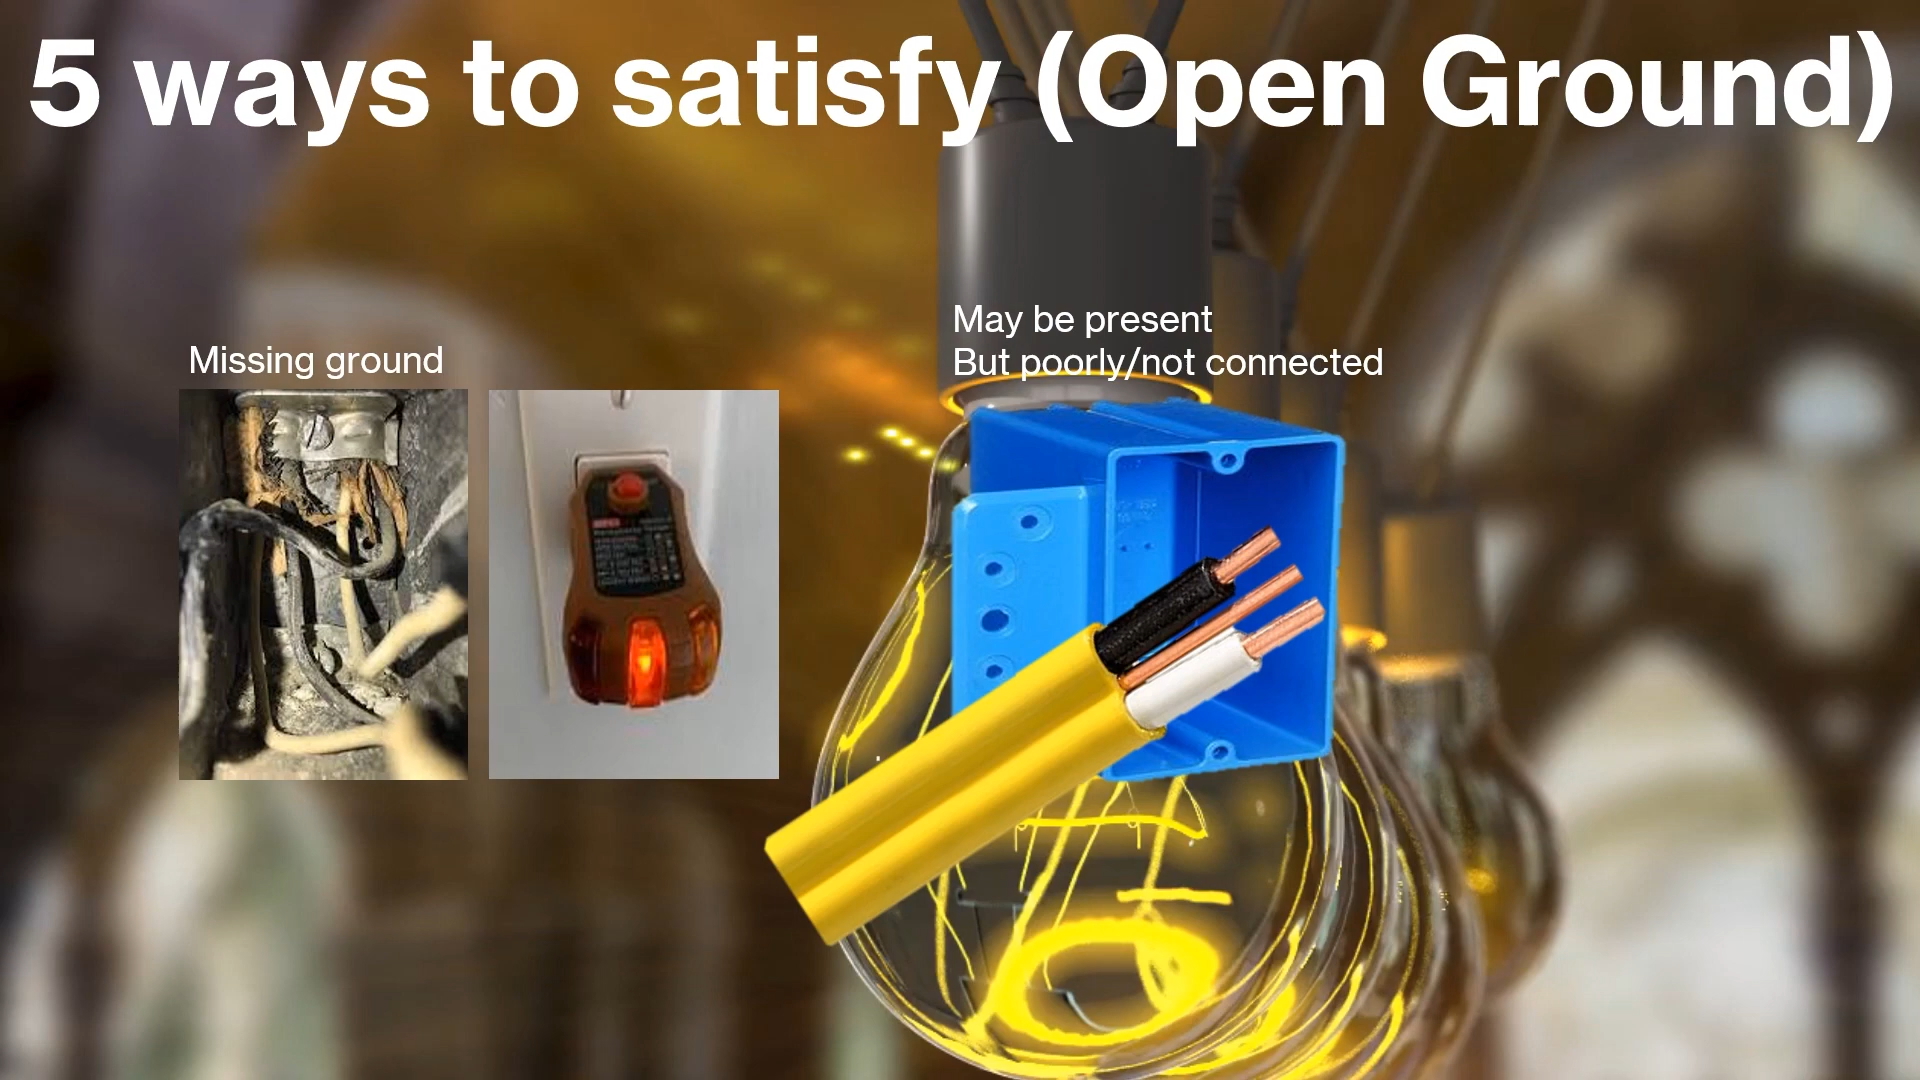 5 ways to satisfy (Open Ground)
Missing ground
May be present
But poorly/not connected